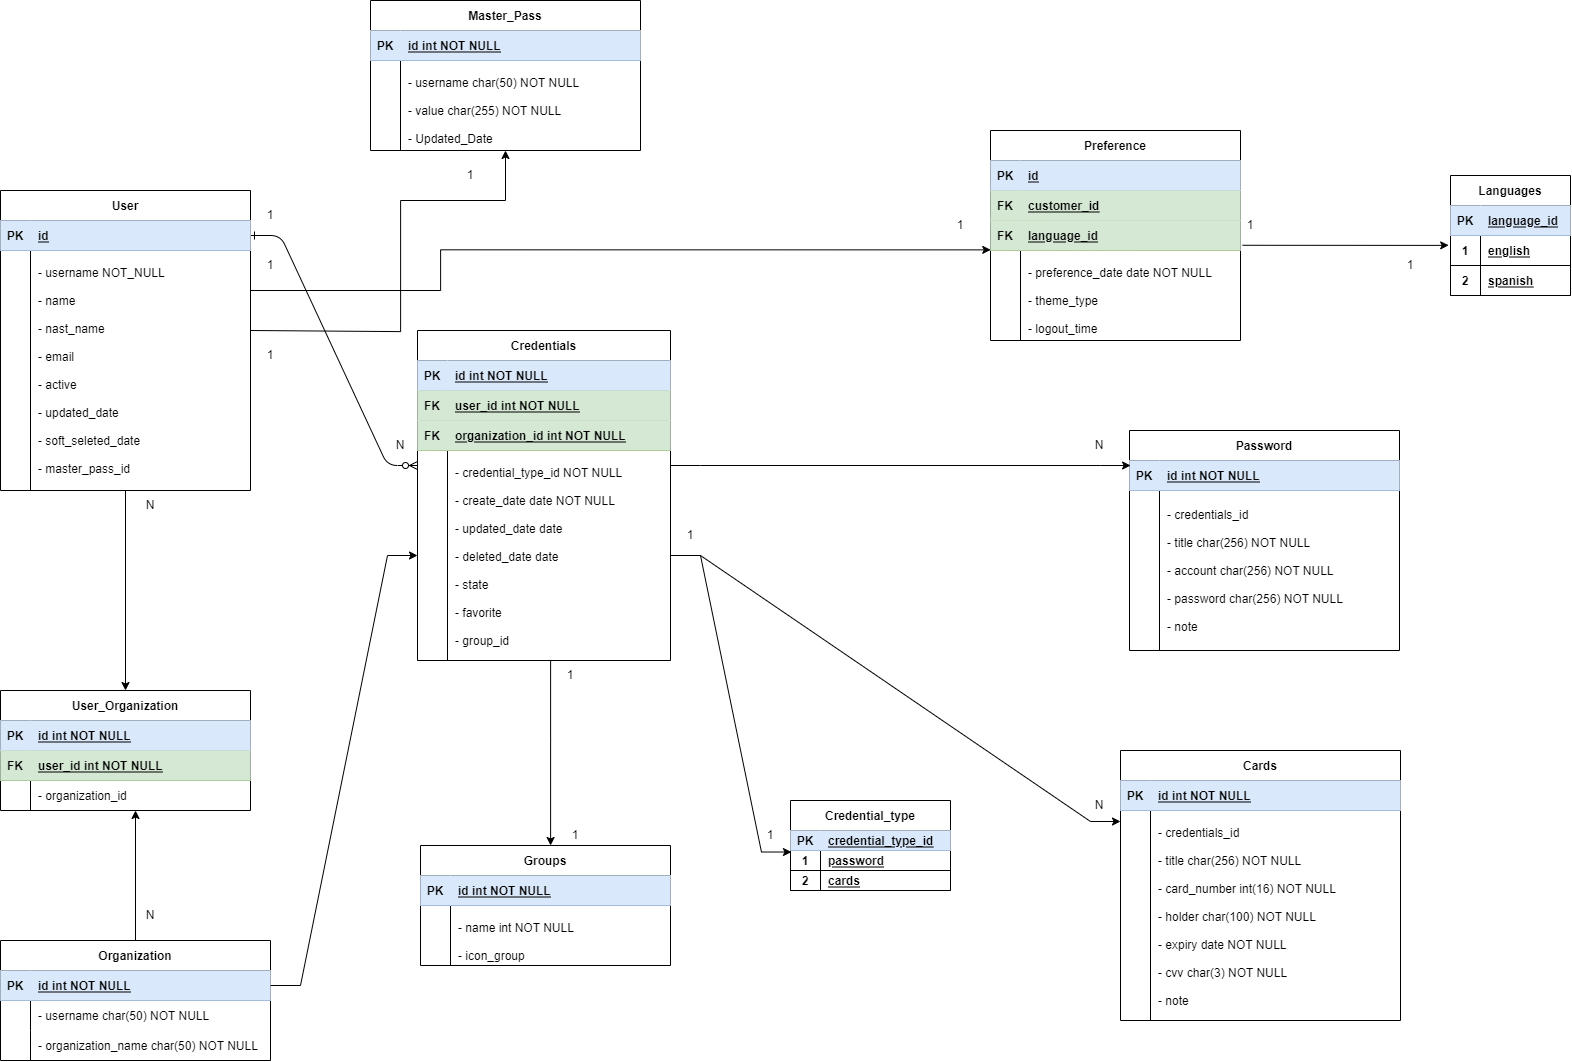 Master_Pass
PK id int NOT NULL
- username char(50) NOT NULL
- value char(255) NOT NULL
- Updated_Date
1
User
PK id
- username NOT_NULL
- name
- nast_name
- email
- active
- updated_date
- soft_seleted_date
- master_pass_id
1
1
1
N
Preference
PK id
FK customer_id
FK language_id
- preference_date date NOT NULL
- theme_type
- logout_time
1
1
1
Languages
PK language_id
1 english
2 spanish
Credentials
PK id int NOT NULL
FK user_id int NOT NULL
FK organization_id int NOT NULL
- credential_type_id NOT NULL
- create_date date NOT NULL
- updated_date date
- deleted_date date
- state
- favorite
- group_id
N
1
1
Password
PK id int NOT NULL
- credentials_id
- title char(256) NOT NULL
- account char(256) NOT NULL
- password char(256) NOT NULL
- note
N
User_Organization
PK id int NOT NULL
FK user_id int NOT NULL
- organization_id
N
Organization
PK id int NOT NULL
- username char(50) NOT NULL
- organization_name char(50) NOT NULL
1
Groups
PK id int NOT NULL
- name int NOT NULL
- icon_group
1
Credential_type
PK credential_type_id
1 password
2 cards
N
Cards
PK id int NOT NULL
- credentials_id
- title char(256) NOT NULL
- card_number int(16) NOT NULL
- holder char(100) NOT NULL
- expiry date NOT NULL
- cvv char(3) NOT NULL
- note